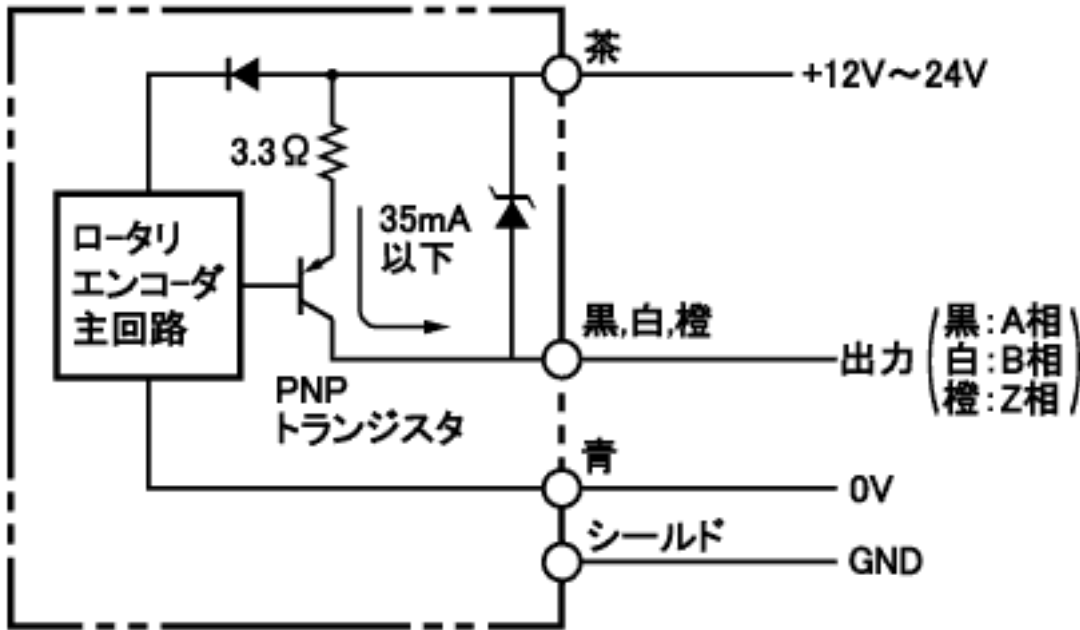 茶
+12V～24V
3.3Ω
35mA
以下
ロータリ
エンコーダ
主回路
黒,白,橙
出力
黒：A相
白：B相
橙：Z相
PNP
トランジスタ
青
0V
シールド
GND